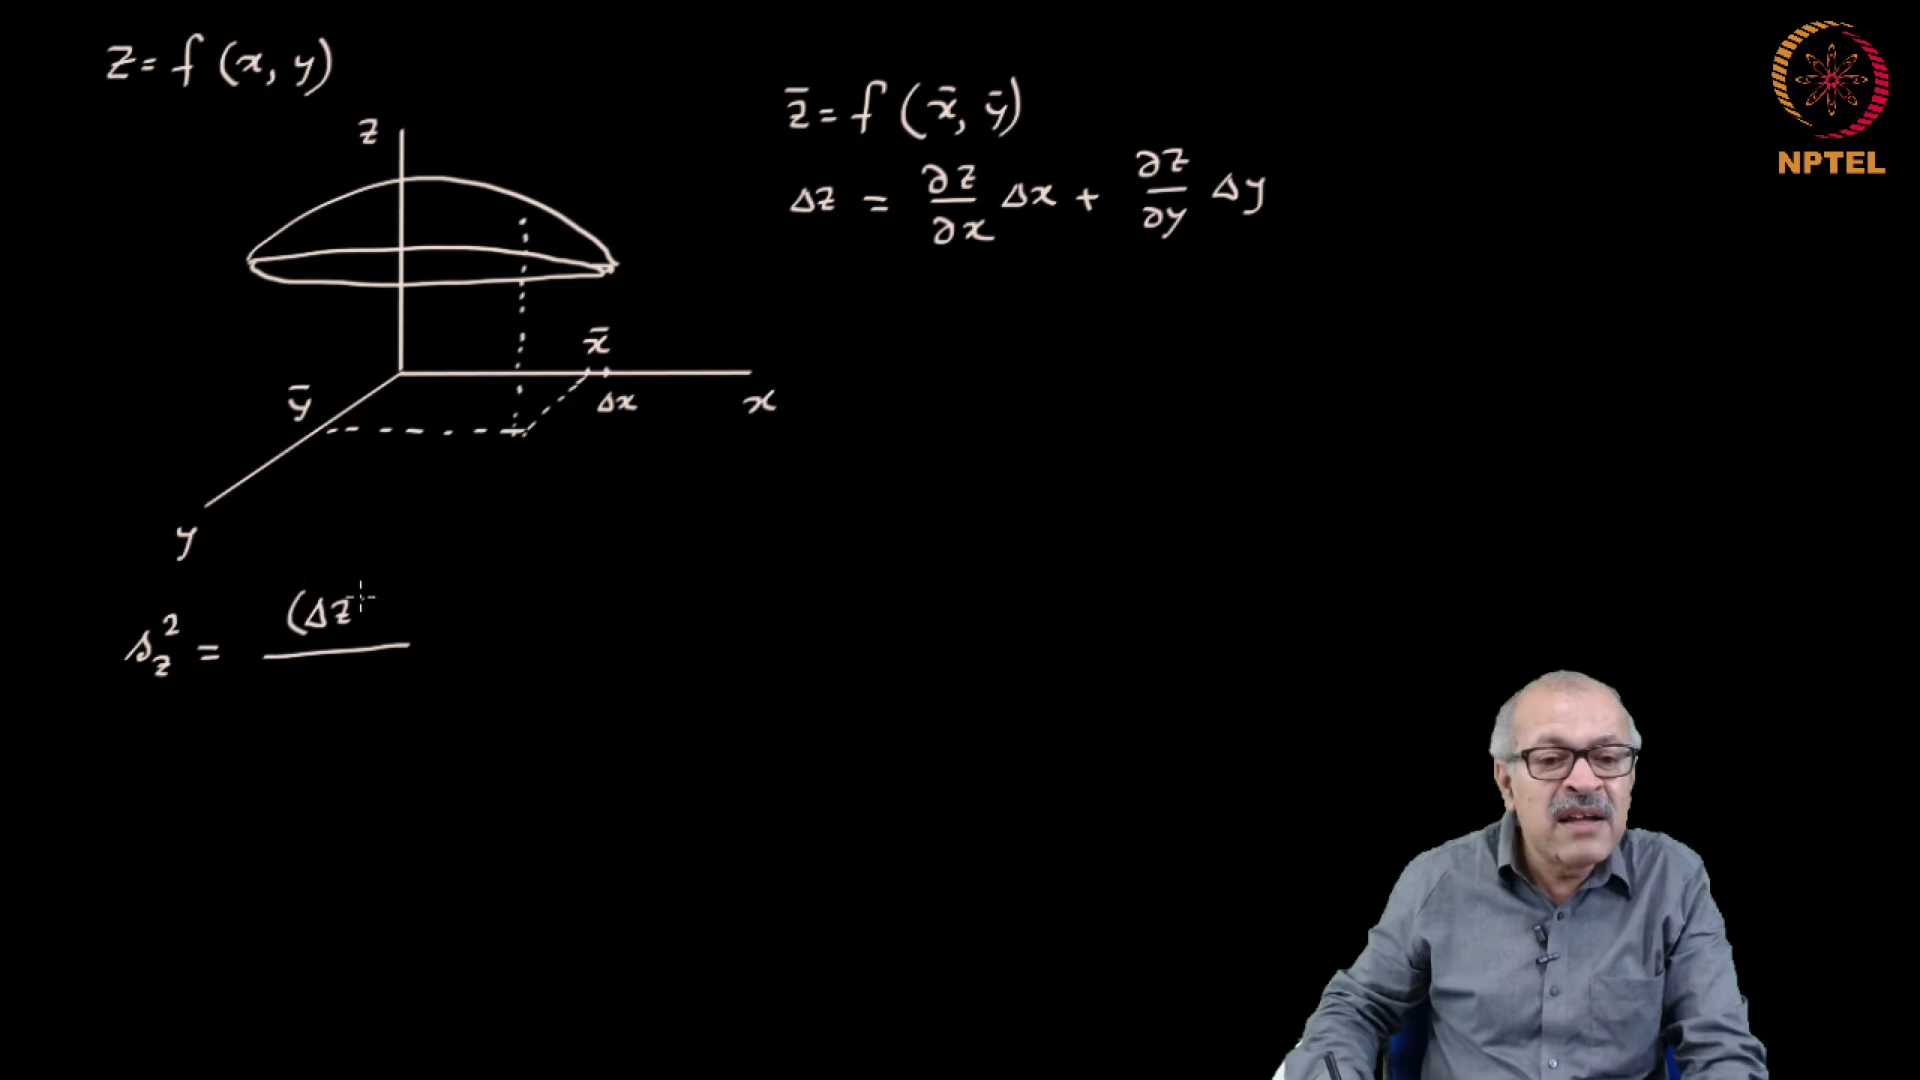 z = f (x, y)
z̄ = f (x̄, ȳ)
Δz = ∂z/∂x Δx + ∂z/∂y Δy
z
x̄
Δx
x
ȳ
y
s_z^2 = (Δz
NPTEL